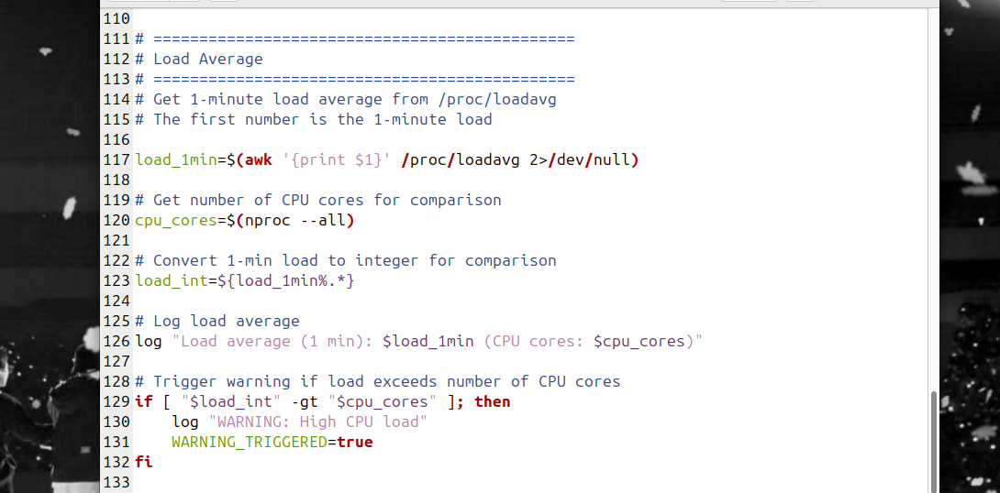 110
111 # ==============================================
112 # Load Average
113 # ==============================================
114 # Get 1-minute load average from /proc/loadavg
115 # The first number is the 1-minute load
116
117 load_1min=$(awk '{print $1}' /proc/loadavg 2>/dev/null)
118
119 # Get number of CPU cores for comparison
120 cpu_cores=$(nproc --all)
121
122 # Convert 1-min load to integer for comparison
123 load_int=${load_1min%.*}
124
125 # Log load average
126 log "Load average (1 min): $load_1min (CPU cores: $cpu_cores)"
127
128 # Trigger warning if load exceeds number of CPU cores
129 if [ "$load_int" -gt "$cpu_cores" ]; then
130     log "WARNING: High CPU load"
131     WARNING_TRIGGERED=true
132 fi
133